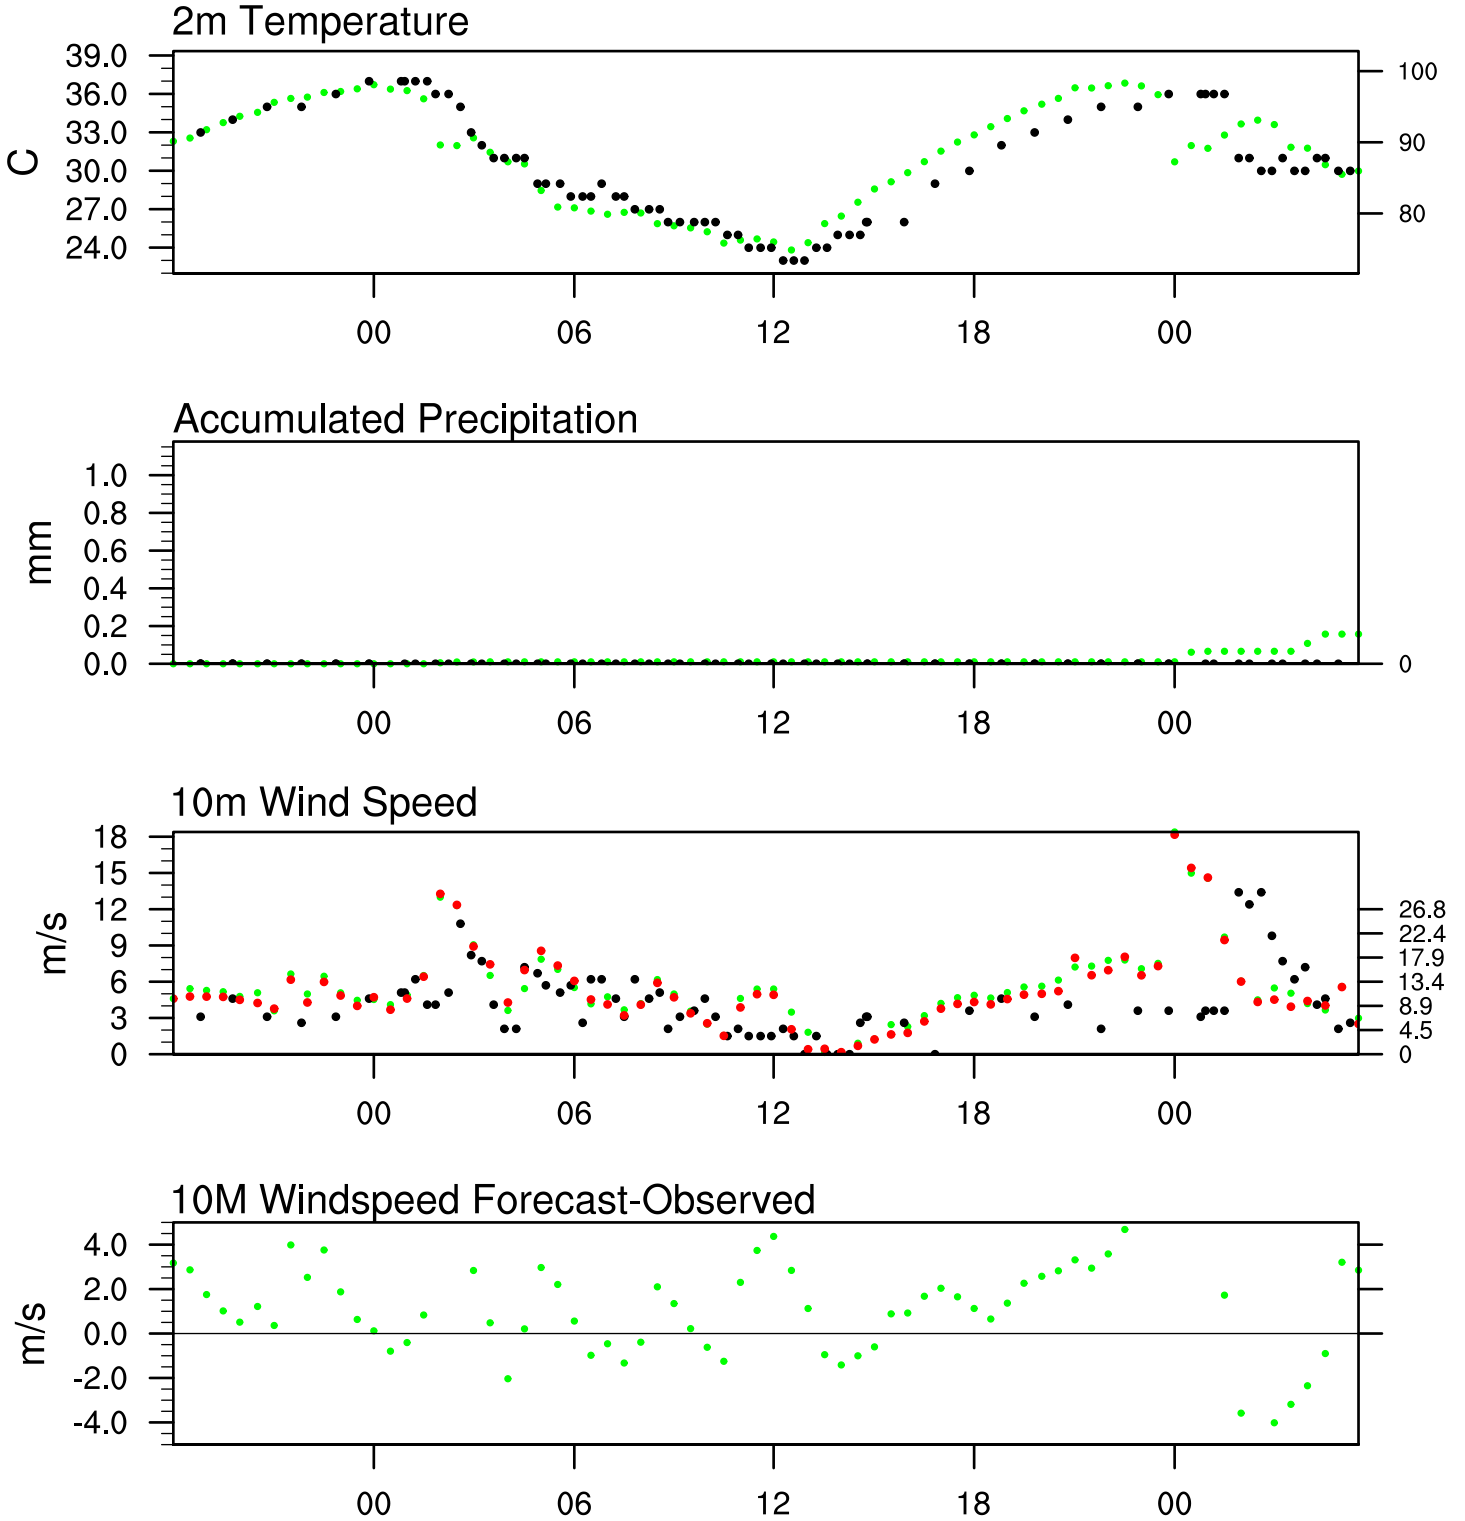 2m Temperature
39.0
36.0
33.0
30.0
27.0
24.0
C
100
90
80
00 06 12 18 00
Accumulated Precipitation
1.0
0.8
0.6
0.4
0.2
0.0
mm
0
00 06 12 18 00
10m Wind Speed
18
15
12
9
6
3
0
m/s
26.8
22.4
17.9
13.4
8.9
4.5
0
00 06 12 18 00
10M Windspeed Forecast-Observed
4.0
2.0
0.0
-2.0
-4.0
m/s
00 06 12 18 00